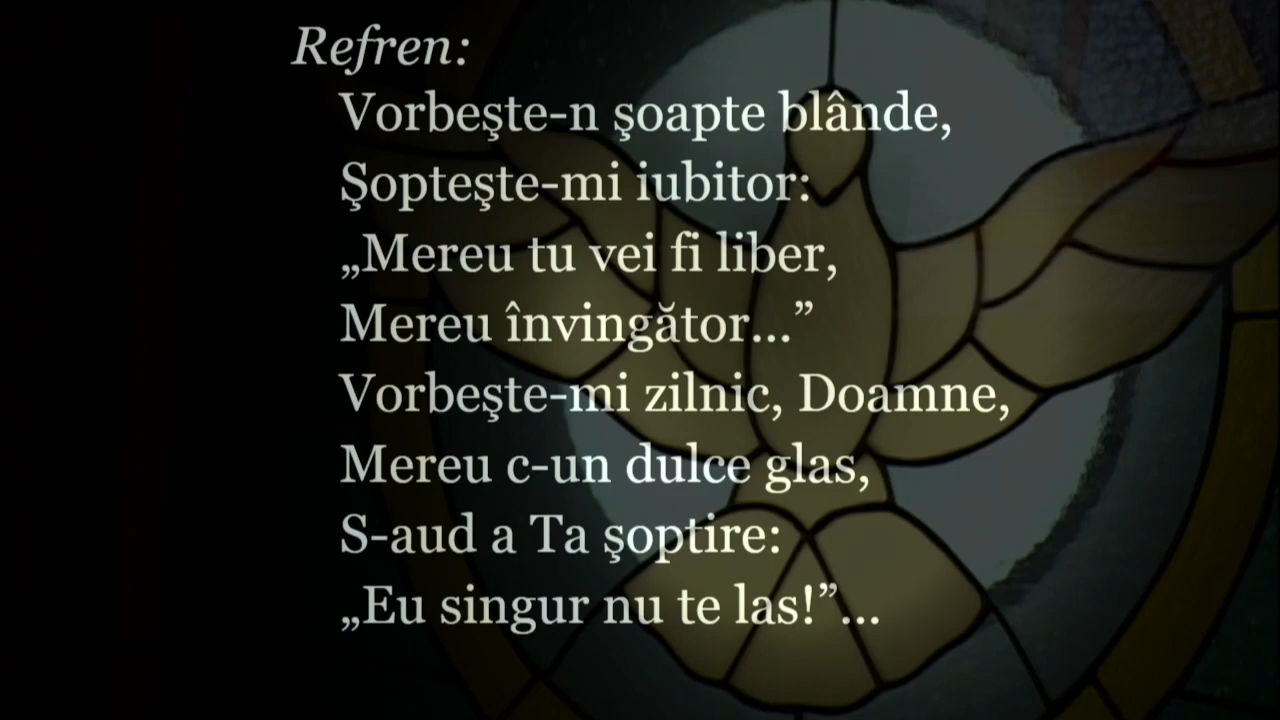 Refren:
Vorbeşte-n şoapte blânde,
Şopteşte-mi iubitor:
„Mereu tu vei fi liber,
Mereu învingător...”
Vorbeşte-mi zilnic, Doamne,
Mereu c-un dulce glas,
S-aud a Ta şoptire:
„Eu singur nu te las!”...